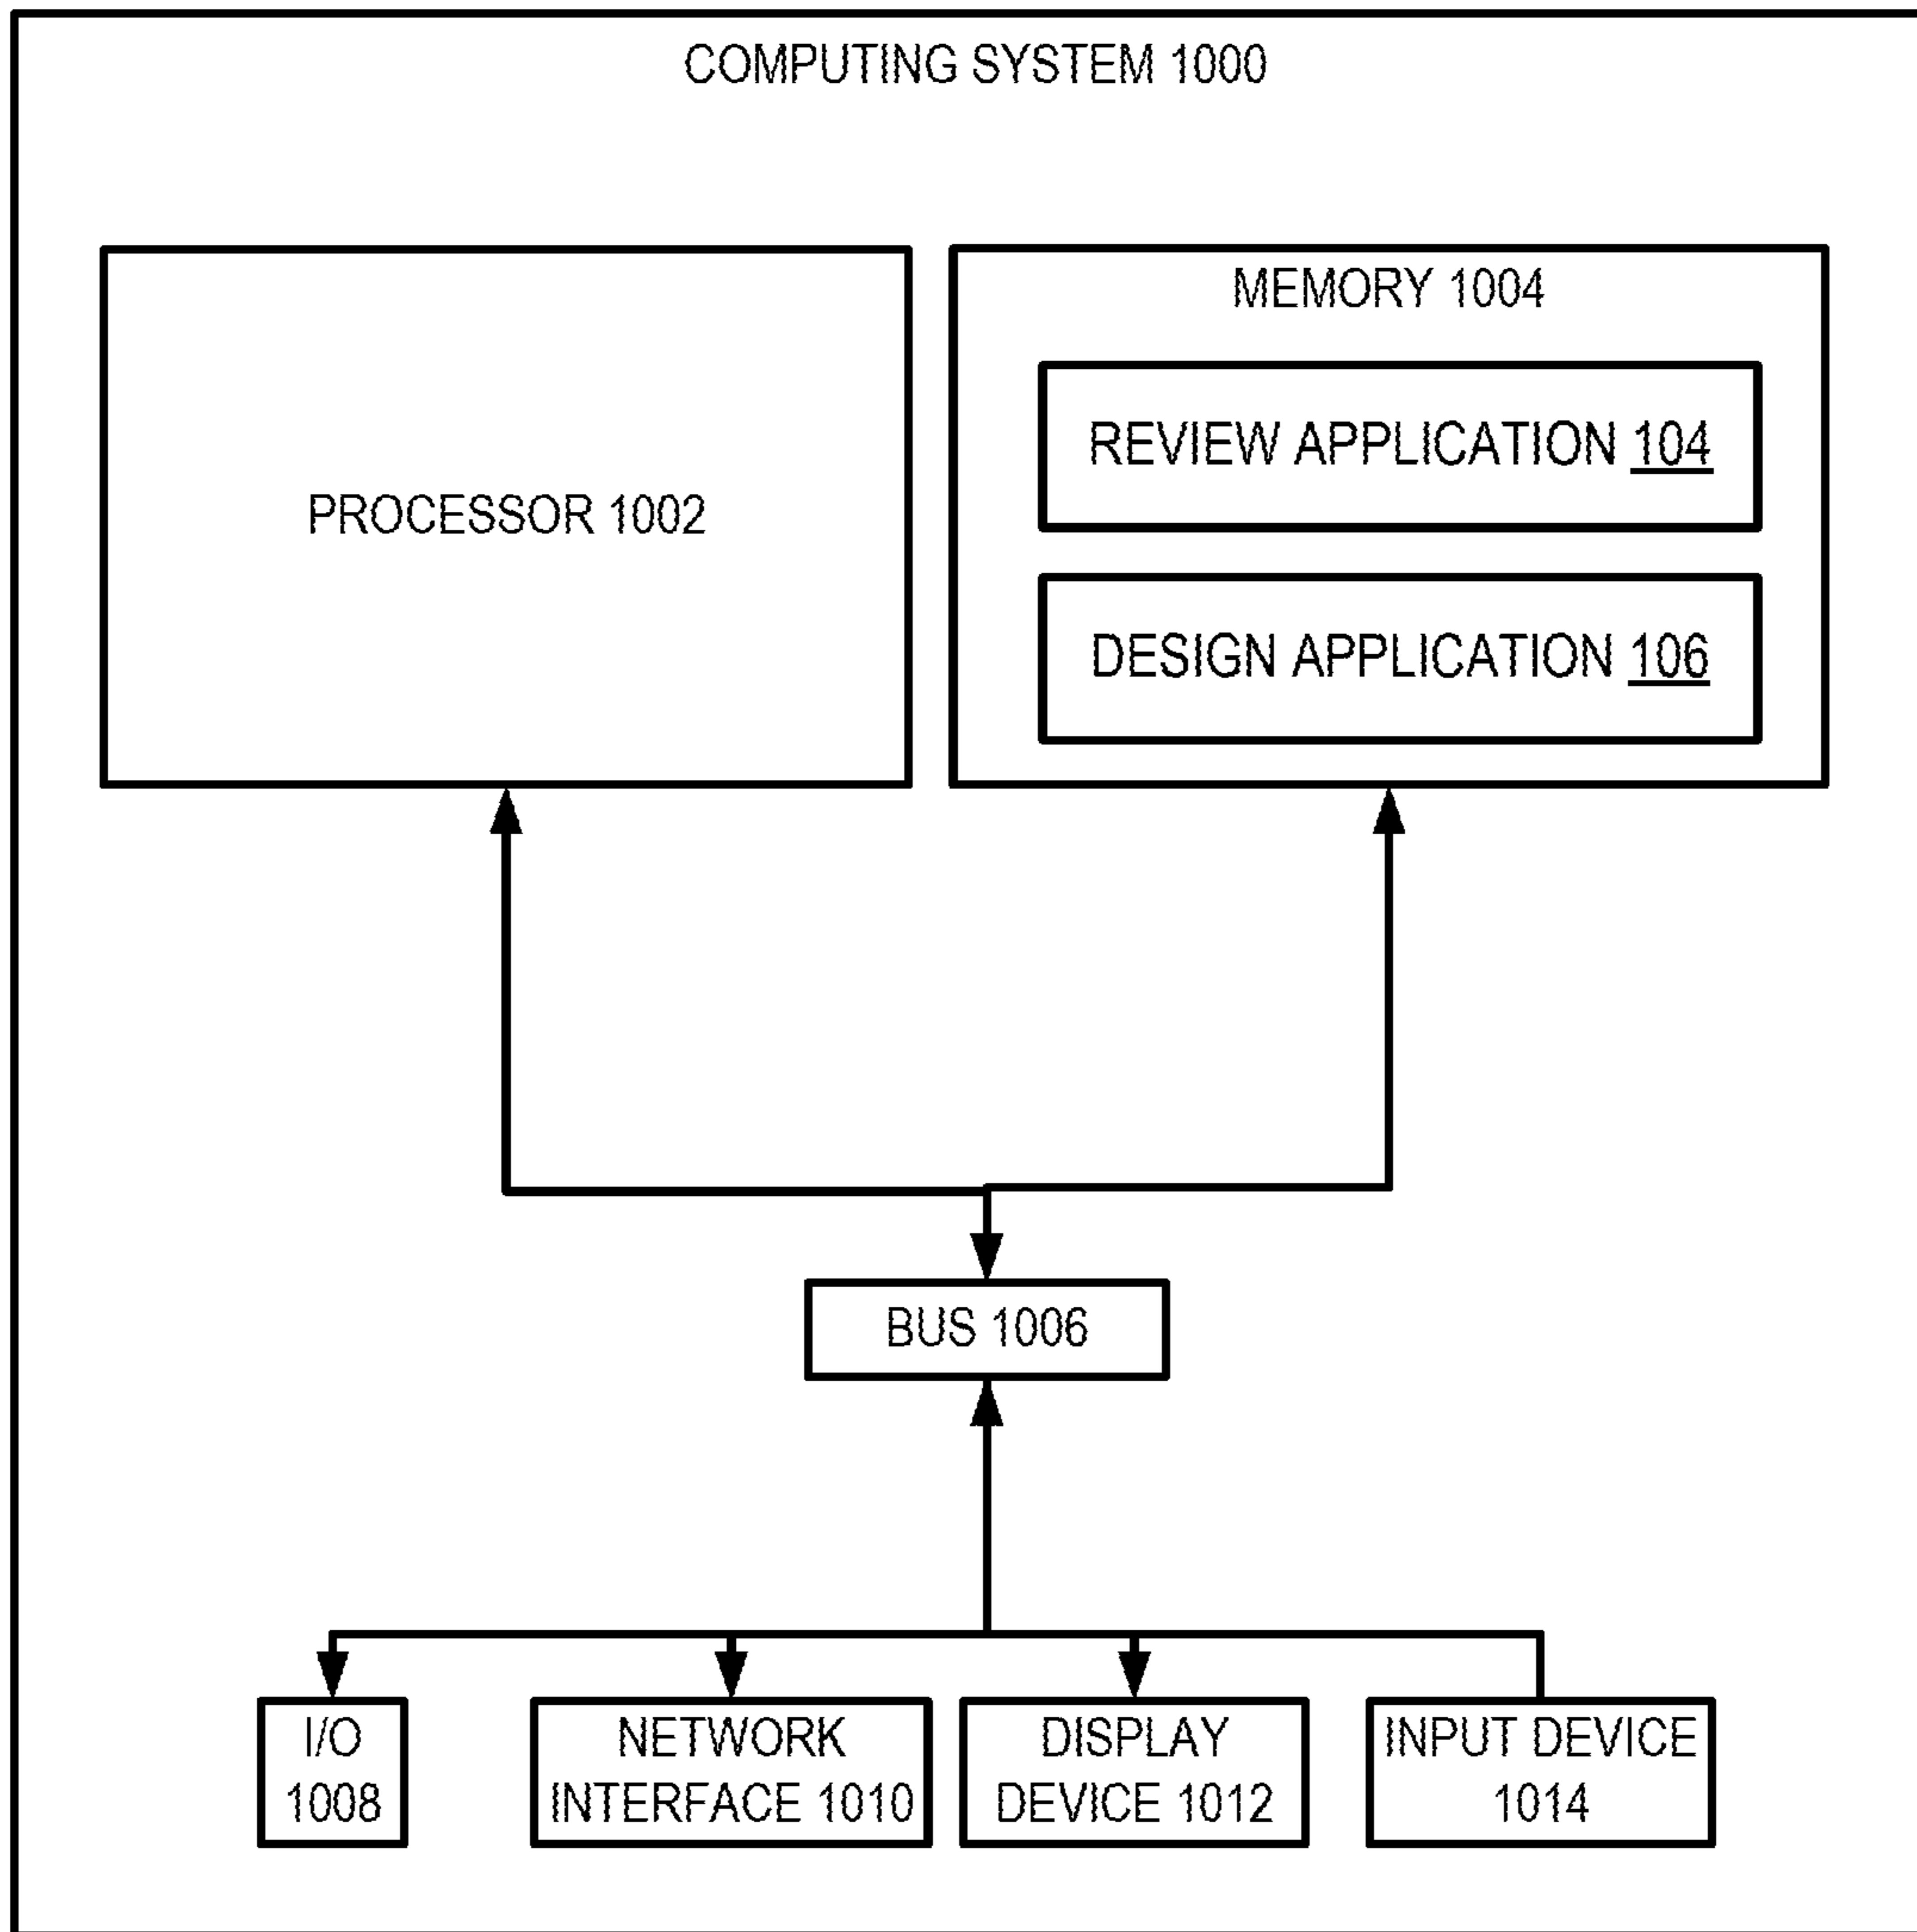 COMPUTING SYSTEM 1000
PROCESSOR 1002
MEMORY 1004
REVIEW APPLICATION 104
DESIGN APPLICATION 106
BUS 1006
I/O
1008
NETWORK
INTERFACE 1010
DISPLAY
DEVICE 1012
INPUT DEVICE
1014